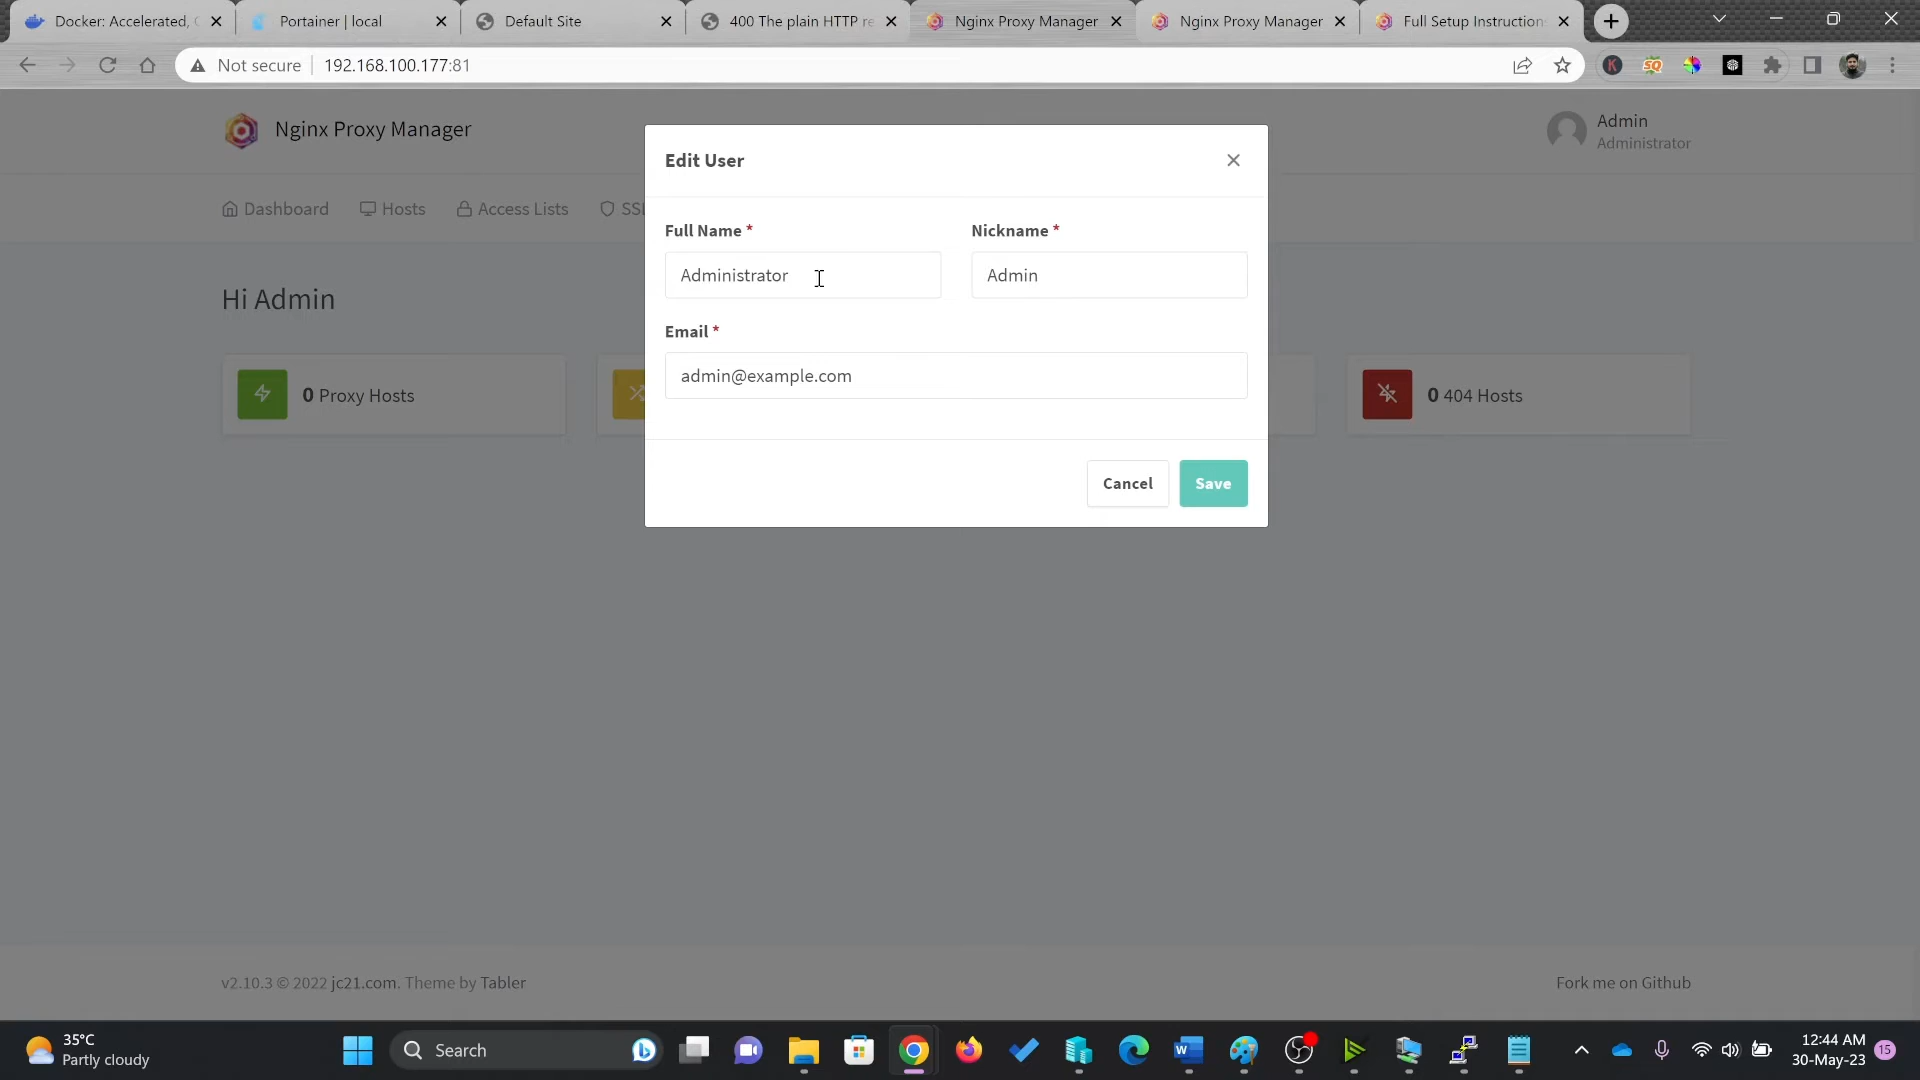 Docker: Accelerated, C
Portainer | local
Default Site
400 The plain HTTP re
Nginx Proxy Manager
Nginx Proxy Manager
Full Setup Instruction
Not secure
192.168.100.177:81
Nginx Proxy Manager
Admin
Administrator
Edit User
Dashboard
Hosts
Access Lists
SSL
Full Name *
Nickname *
Administrator
Admin
Hi Admin
Email *
admin@example.com
0 Proxy Hosts
0 404 Hosts
Cancel
Save
v2.10.3 © 2022 jc21.com. Theme by Tabler
Fork me on Github
35°C
Partly cloudy
Search
12:44 AM
30-May-23
15